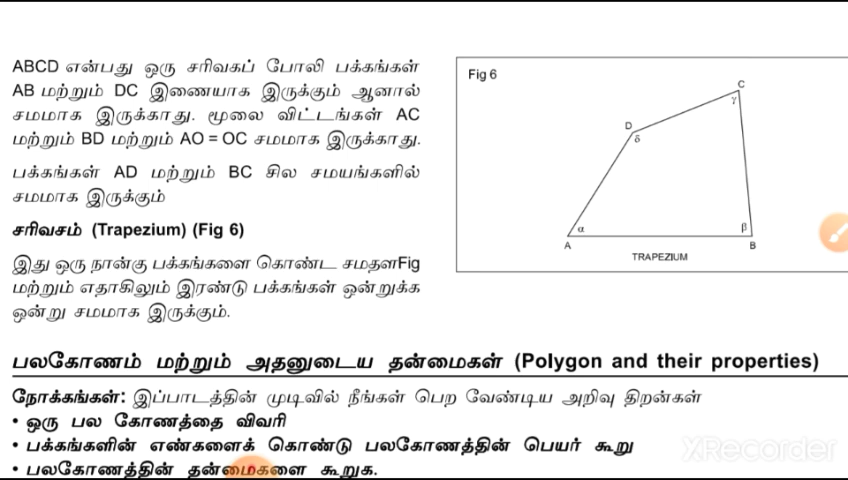 ABCD என்பது ஒரு சரிவகப் போலி பக்கங்கள்
AB மற்றும் DC இணையாக இருக்கும் ஆனால்
சமமாக இருக்காது. மூலை விட்டங்கள் AC
மற்றும் BD மற்றும் AO = OC சமமாக இருக்காது.
பக்கங்கள் AD மற்றும் BC சில சமயங்களில்
சமமாக இருக்கும்
சரிவசம் (Trapezium) (Fig 6)
இது ஒரு நான்கு பக்கங்களை கொண்ட சமதளFig
மற்றும் எதாகிலும் இரண்டு பக்கங்கள் ஒன்றுக்க
ஒன்று சமமாக இருக்கும்.
Fig 6
C
γ
D
δ
α
β
A
B
TRAPEZIUM
பலகோணம் மற்றும் அதனுடைய தன்மைகள் (Polygon and their properties)
நோக்கங்கள்: இப்பாடத்தின் முடிவில் நீங்கள் பெற வேண்டிய அறிவு திறன்கள்
• ஒரு பல கோணத்தை விவரி
• பக்கங்களின் எண்களைக் கொண்டு பலகோணத்தின் பெயர் கூறு
• பலகோணத்தின் தன்மைகளை கூறுக.
XRecorder